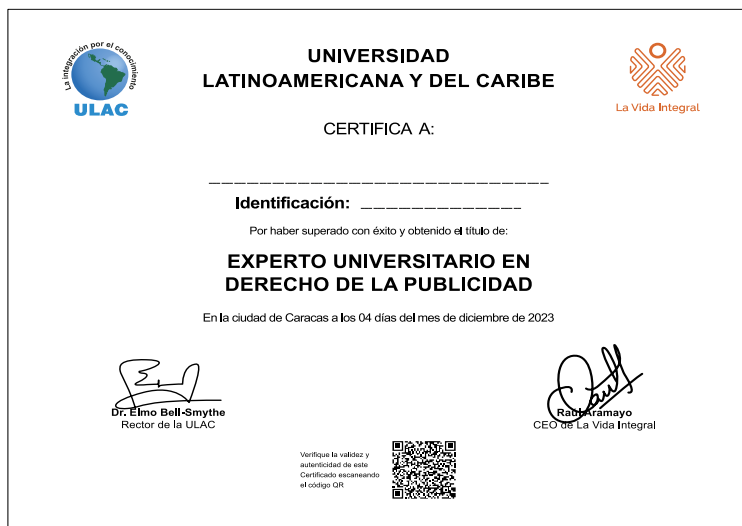 La integración por el conocimiento
ULAC
UNIVERSIDAD
LATINOAMERICANA Y DEL CARIBE
La Vida Integral
CERTIFICA A:
Identificación:
Por haber superado con éxito y obtenido el título de:
EXPERTO UNIVERSITARIO EN
DERECHO DE LA PUBLICIDAD
En la ciudad de Caracas a los 04 días del mes de diciembre de 2023
Dr. Elmo Bell-Smythe
Rector de la ULAC
Raúl Aramayo
CEO de La Vida Integral
Verifique la validez y
autenticidad de este
Certificado escaneando
el código QR